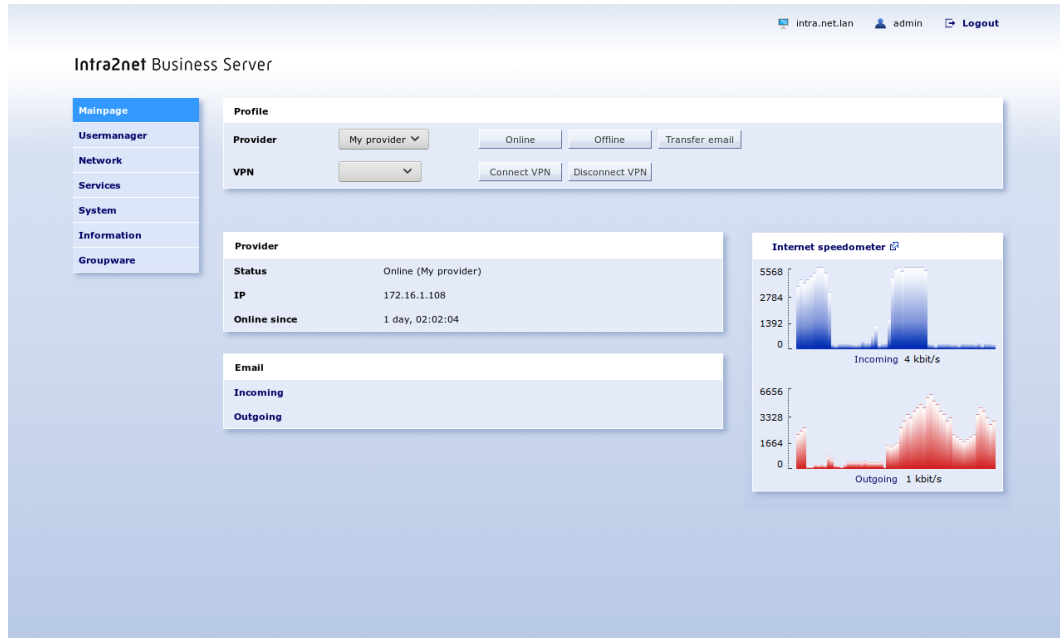 intra.net.lan admin Logout
Intra2net Business Server
Mainpage
Usermanager
Network
Services
System
Information
Groupware
Profile
Provider My provider Online Offline Transfer email
VPN Connect VPN Disconnect VPN
Provider
Status Online (My provider)
IP 172.16.1.108
Online since 1 day, 02:02:04
Email
Incoming
Outgoing
Internet speedometer
5568
2784
1392
0
Incoming 4 kbit/s
6656
3328
1664
0
Outgoing 1 kbit/s